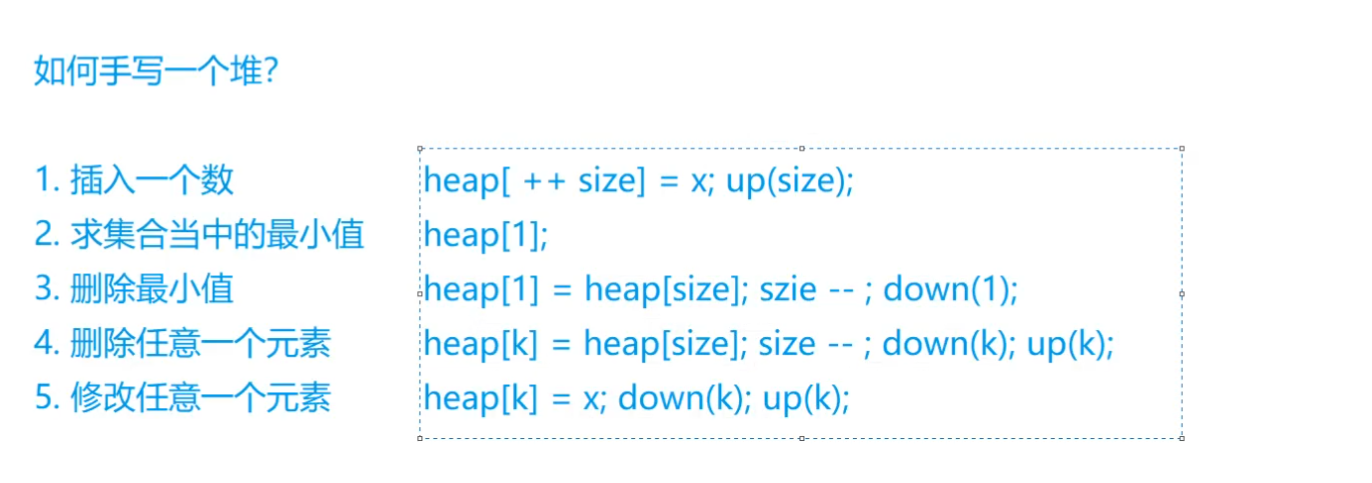 如何手写一个堆?
1. 插入一个数 heap[ ++ size] = x; up(size);
2. 求集合当中的最小值 heap[1];
3. 删除最小值 heap[1] = heap[size]; szie -- ; down(1);
4. 删除任意一个元素 heap[k] = heap[size]; size -- ; down(k); up(k);
5. 修改任意一个元素 heap[k] = x; down(k); up(k);